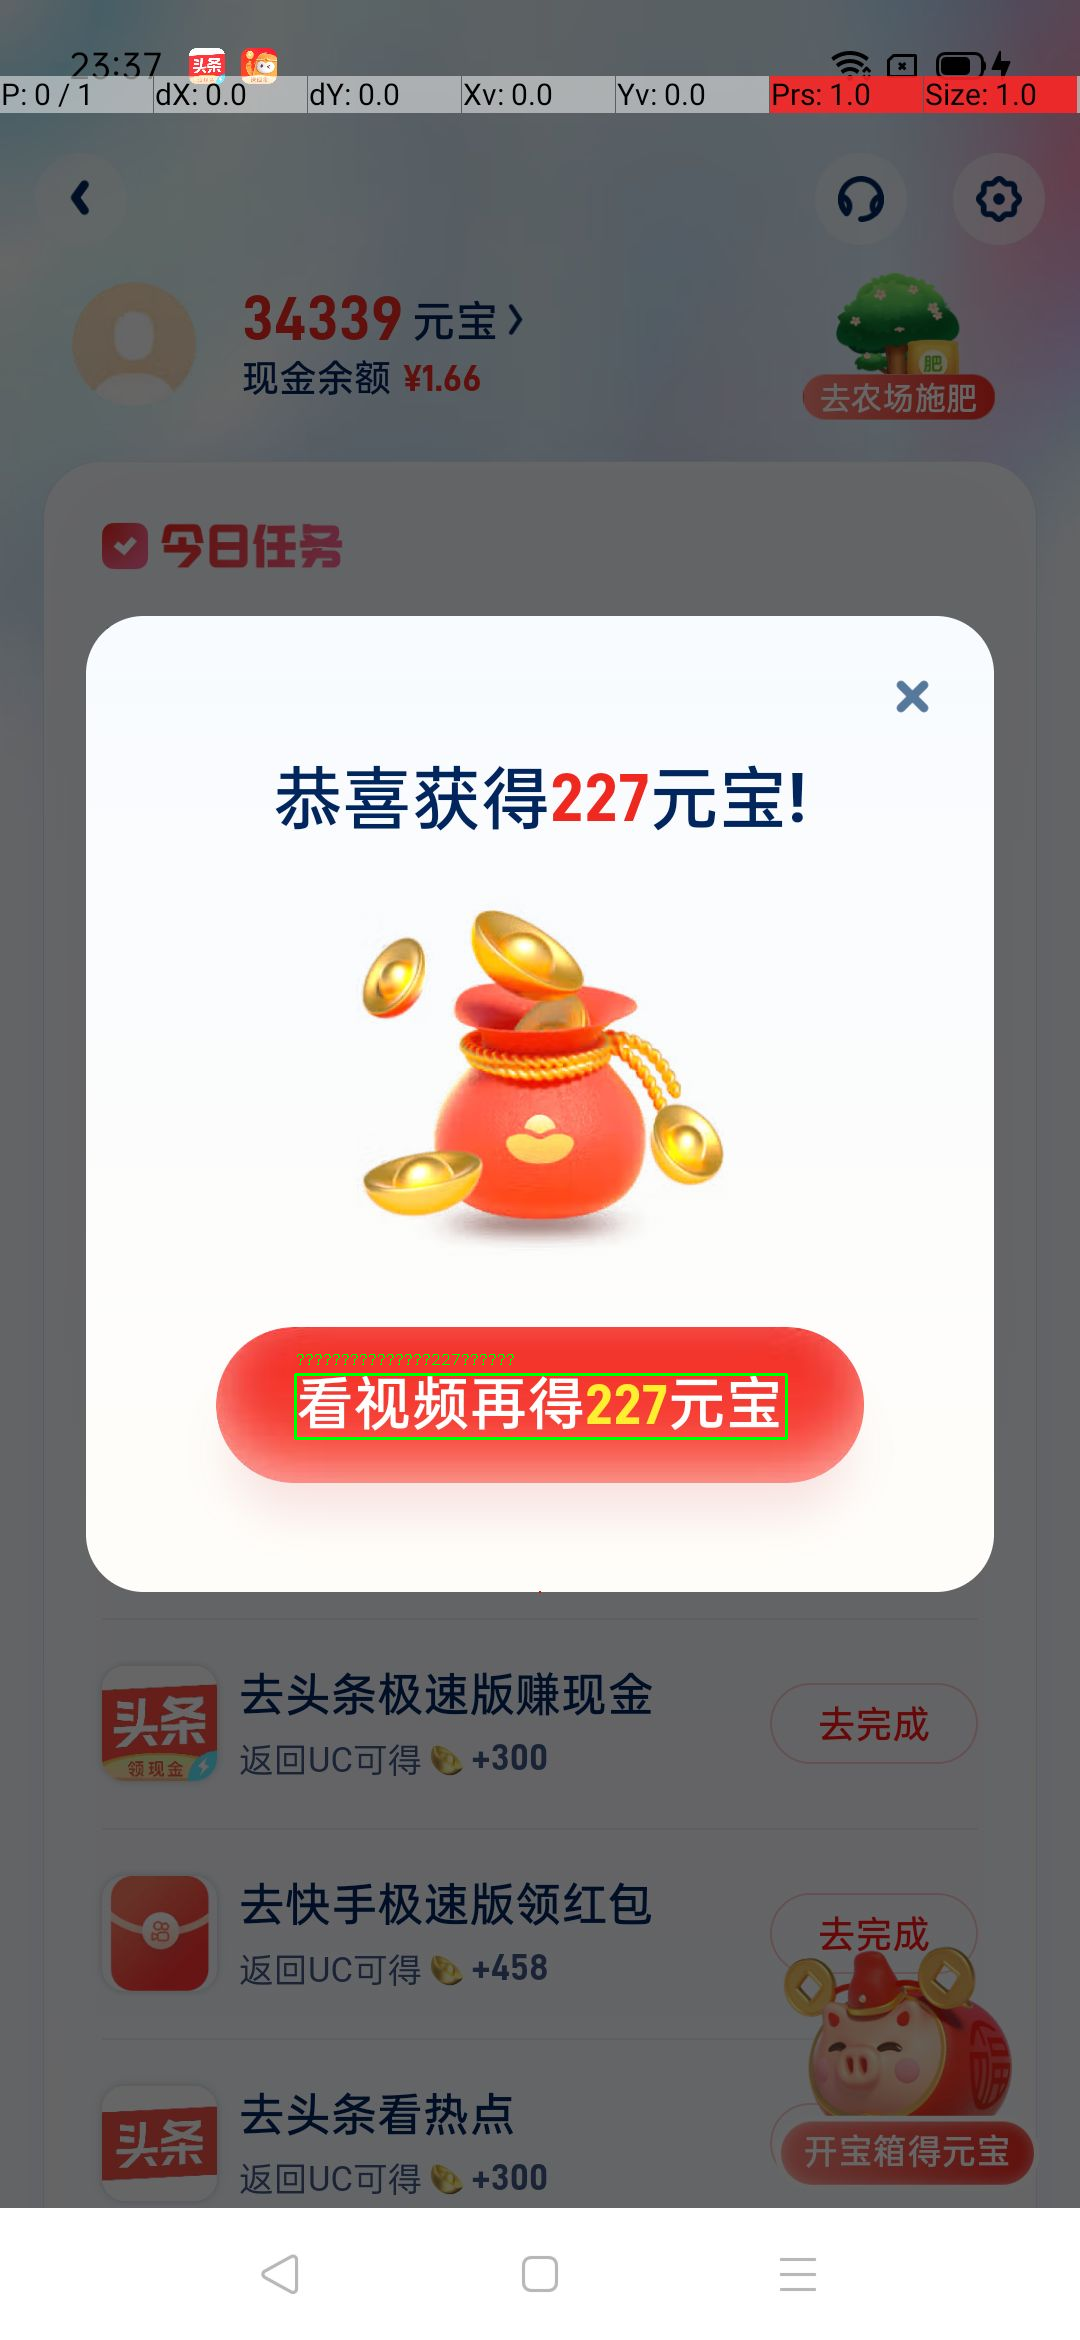 23:37
P: 0 / 1 dX: 0.0 dY: 0.0 Xv: 0.0 Yv: 0.0 Prs: 1.0 Size: 1.0
34339 元宝
现金余额 ¥1.66
肥
去农场施肥
今日任务
恭喜获得227元宝!
???????????????227??????
看视频再得227元宝
头条
领现金
去头条极速版赚现金
返回UC可得 +300
去完成
去快手极速版领红包
返回UC可得 +458
去完成
福
头条
去头条看热点
返回UC可得 +300
开宝箱得元宝